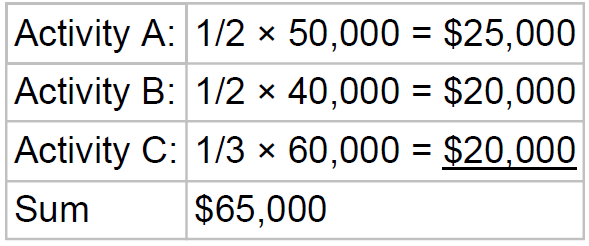 Activity A: 1/2 × 50,000 = $25,000
Activity B: 1/2 × 40,000 = $20,000
Activity C: 1/3 × 60,000 = $20,000
Sum $65,000